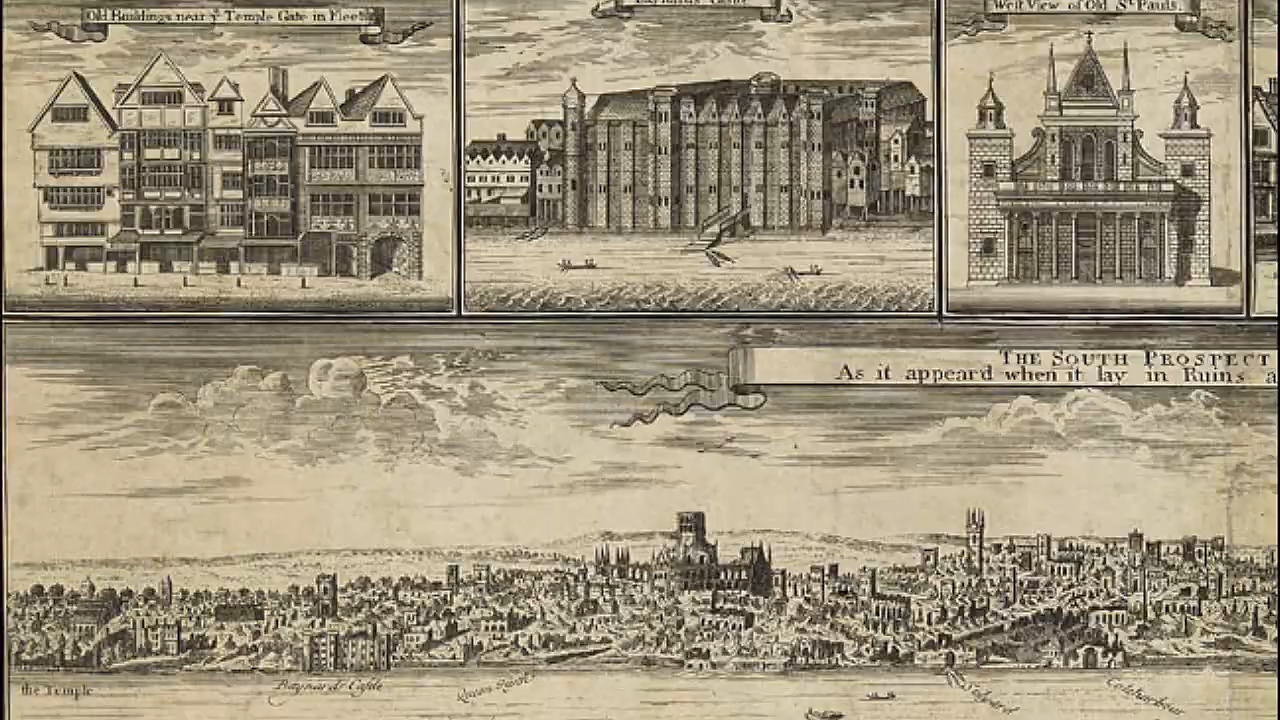 Old Buildings near yͤ Temple Gate in Fleet
West View of Old Sᵗ Pauls.
THE SOUTH PROSPECT
As it appear'd when it lay in Ruins a
the Temple
Baynard's Castle